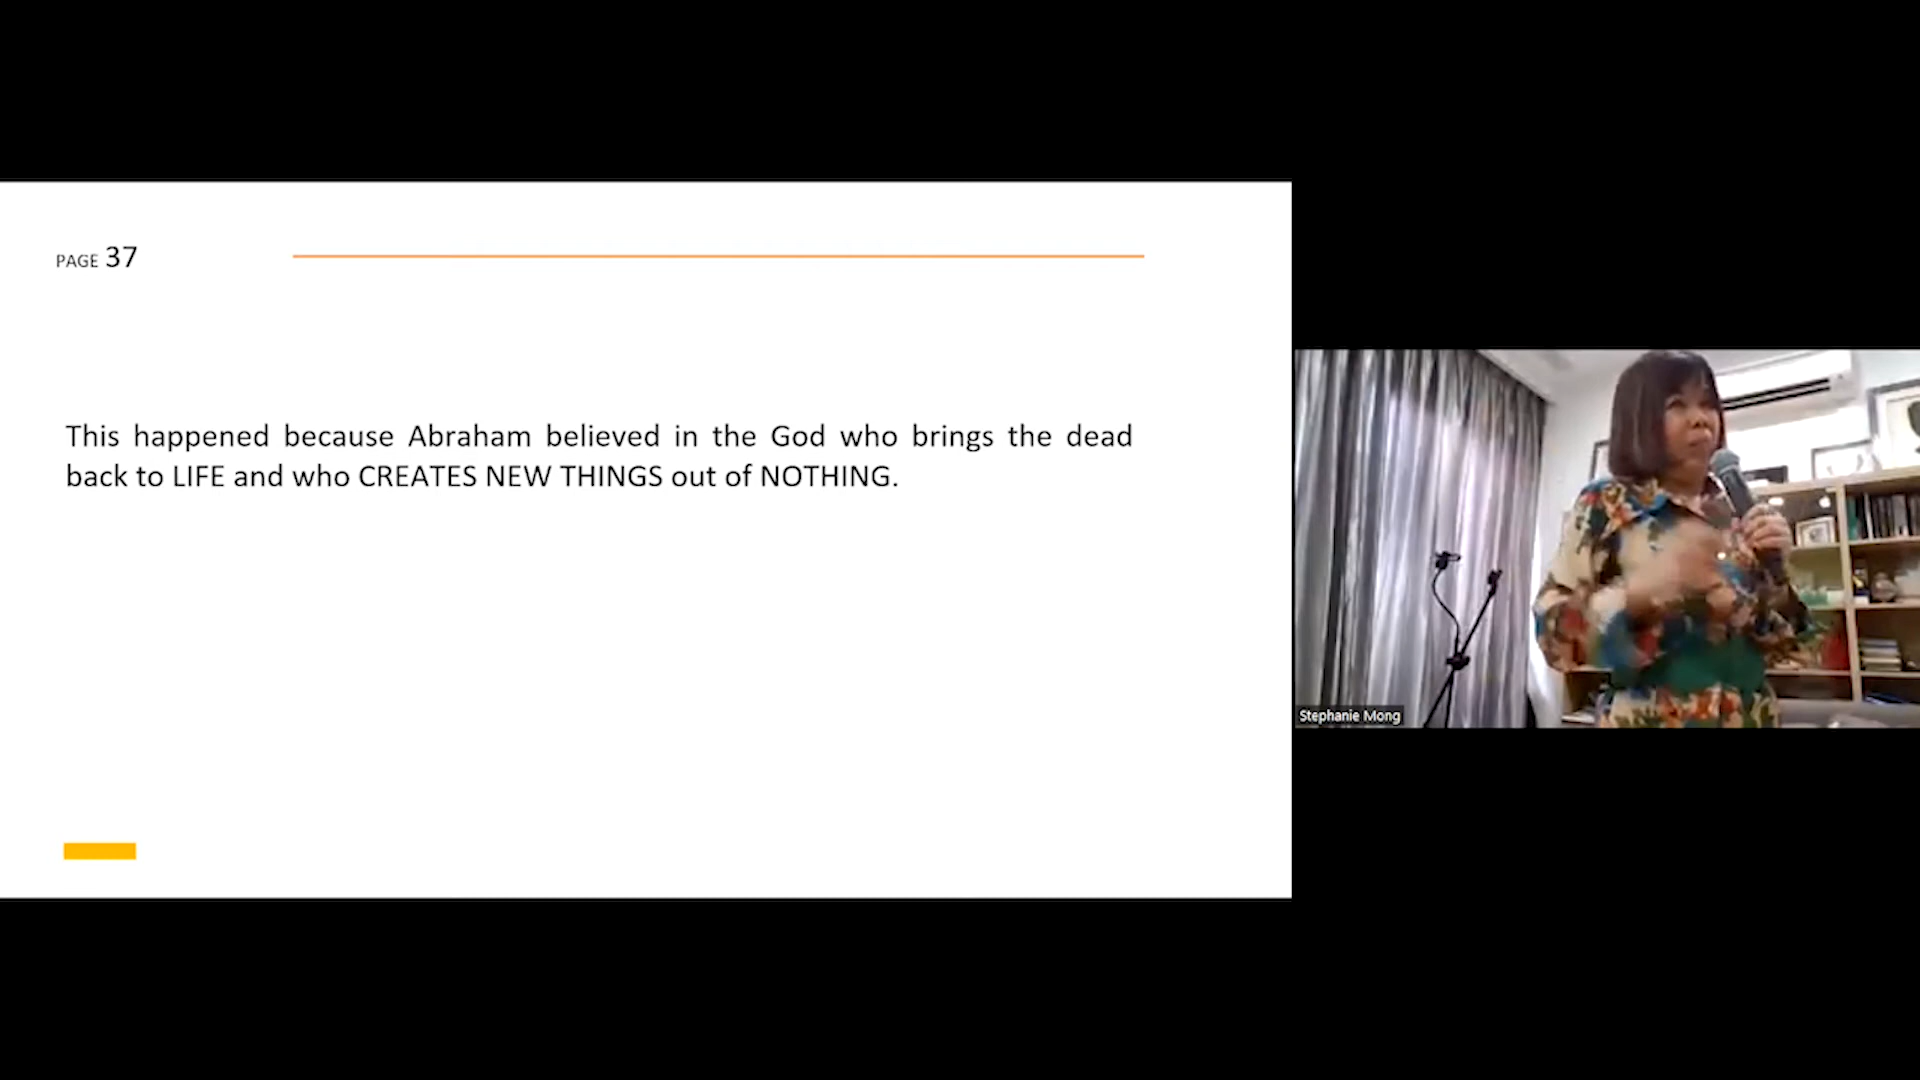 PAGE 37
This happened because Abraham believed in the God who brings the dead
back to LIFE and who CREATES NEW THINGS out of NOTHING.
Stephanie Mong